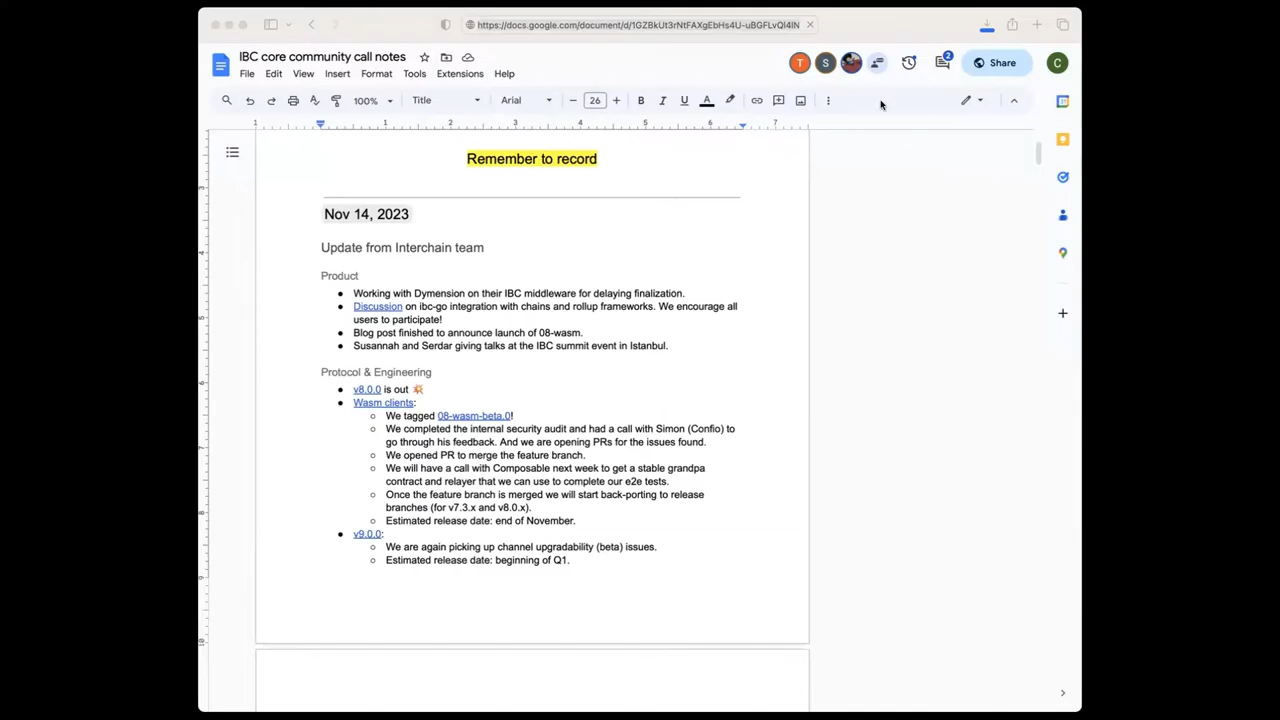 https://docs.google.com/document/d/1GZBkUt3rNtFAXgEbHs4U-uBGFLvQl4lN
IBC core community call notes
T S 2 Share C
File Edit View Insert Format Tools Extensions Help
100% Title Arial 26 B I U A
1 1 2 3 4 5 6 7
Remember to record
Nov 14, 2023
Update from Interchain team
Product
● Working with Dymension on their IBC middleware for delaying finalization.
● Discussion on ibc-go integration with chains and rollup frameworks. We encourage all
users to participate!
● Blog post finished to announce launch of 08-wasm.
● Susannah and Serdar giving talks at the IBC summit event in Istanbul.
Protocol & Engineering
● v8.0.0 is out 💥
● Wasm clients:
○ We tagged 08-wasm-beta.0!
○ We completed the internal security audit and had a call with Simon (Confio) to
go through his feedback. And we are opening PRs for the issues found.
○ We opened PR to merge the feature branch.
○ We will have a call with Composable next week to get a stable grandpa
contract and relayer that we can use to complete our e2e tests.
○ Once the feature branch is merged we will start back-porting to release
branches (for v7.3.x and v8.0.x).
○ Estimated release date: end of November.
● v9.0.0:
○ We are again picking up channel upgradability (beta) issues.
○ Estimated release date: beginning of Q1.